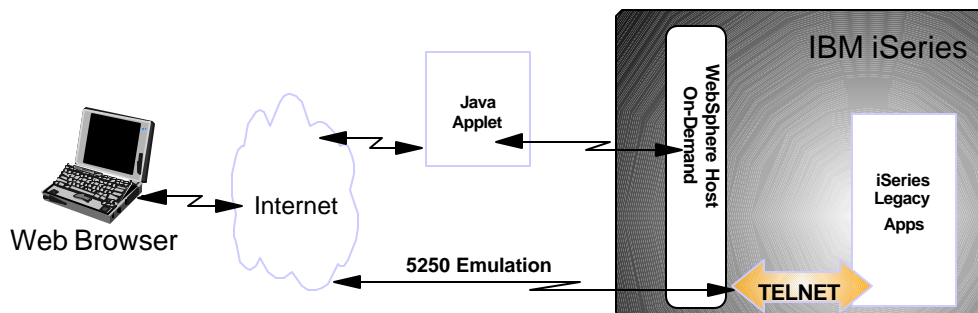 IBM iSeries
WebSphere Host
On-Demand
Java
Applet
iSeries
Legacy
Apps
Internet
Web Browser
5250 Emulation
TELNET